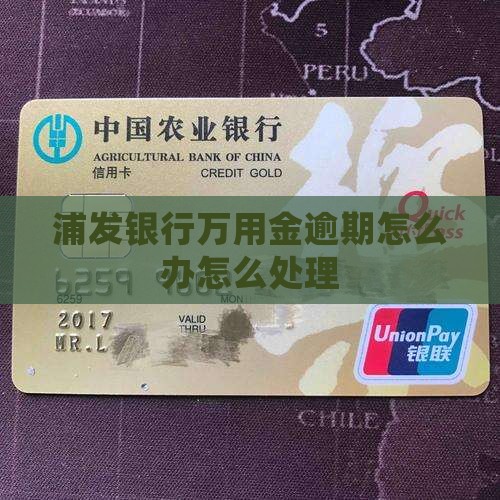 PERU
中国农业银行
AGRICULTURAL BANK OF CHINA
信用卡 CREDIT GOLD
Quick
浦发银行万用金逾期怎么
办怎么处理
6259
6259 MON
2017 VALID
THRU
MR.L
UnionPay
银联
CHILE